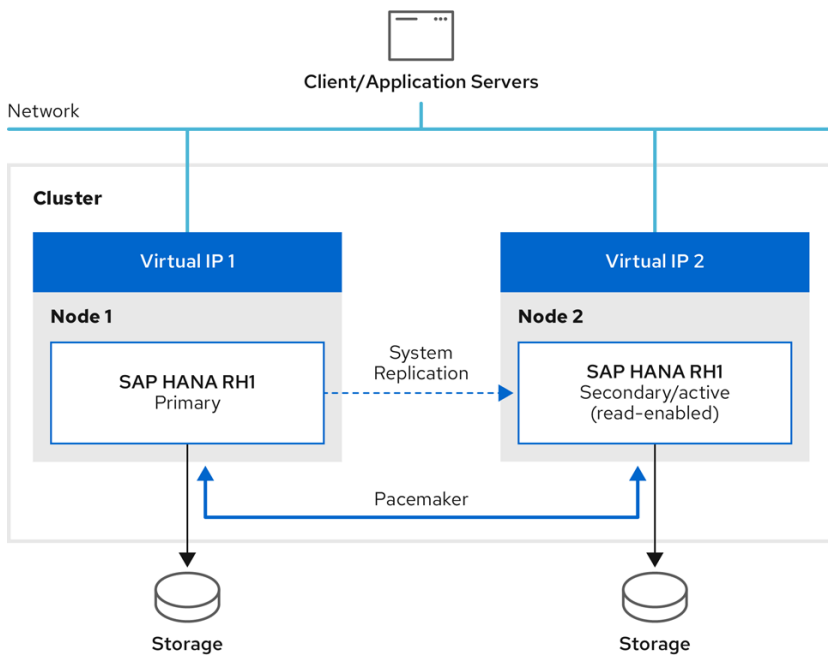 Client/Application Servers
Network
Cluster
Virtual IP 1
Virtual IP 2
Node 1
Node 2
System
Replication
SAP HANA RH1
Primary
SAP HANA RH1
Secondary/active
(read-enabled)
Pacemaker
Storage
Storage